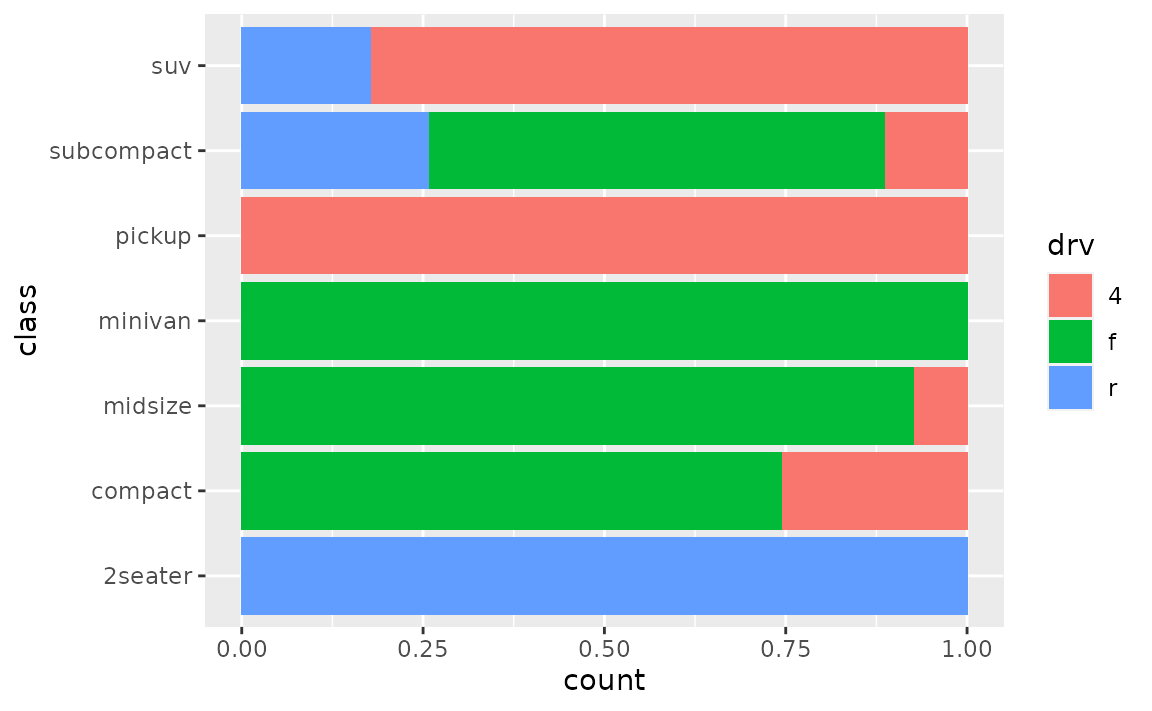 suv
subcompact
pickup
minivan
midsize
compact
2seater
class
0.00 0.25 0.50 0.75 1.00
count
drv
4
f
r